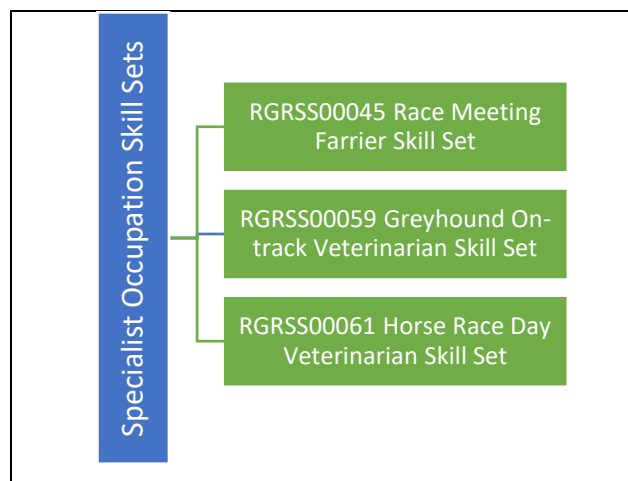 Specialist Occupation Skill Sets
RGRSS00045 Race Meeting
Farrier Skill Set
RGRSS00059 Greyhound On-
track Veterinarian Skill Set
RGRSS00061 Horse Race Day
Veterinarian Skill Set